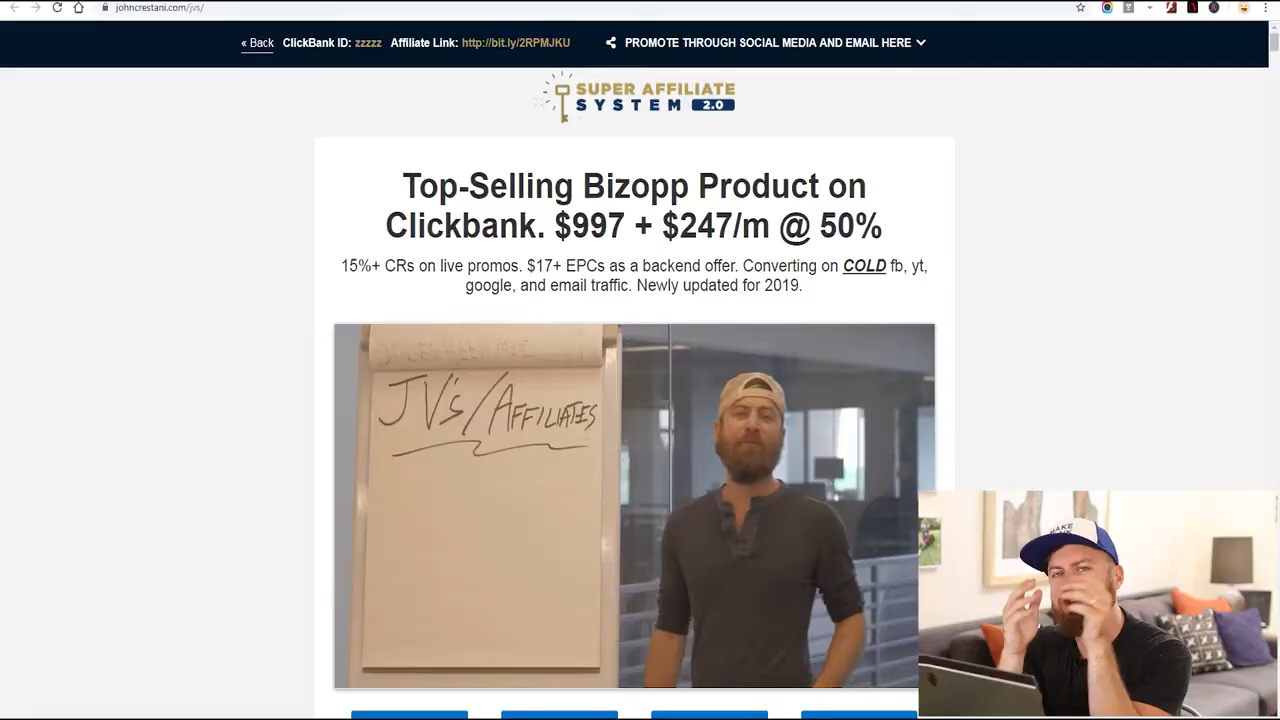 johncrestani.com/jvs/
« Back ClickBank ID: zzzzz Affiliate Link: http://bit.ly/2RPMJKU PROMOTE THROUGH SOCIAL MEDIA AND EMAIL HERE
SUPER AFFILIATE
SYSTEM 2.0
Top-Selling Bizopp Product on
Clickbank. $997 + $247/m @ 50%
15%+ CRs on live promos. $17+ EPCs as a backend offer. Converting on COLD fb, yt,
google, and email traffic. Newly updated for 2019.
JV's/AFFILIATES